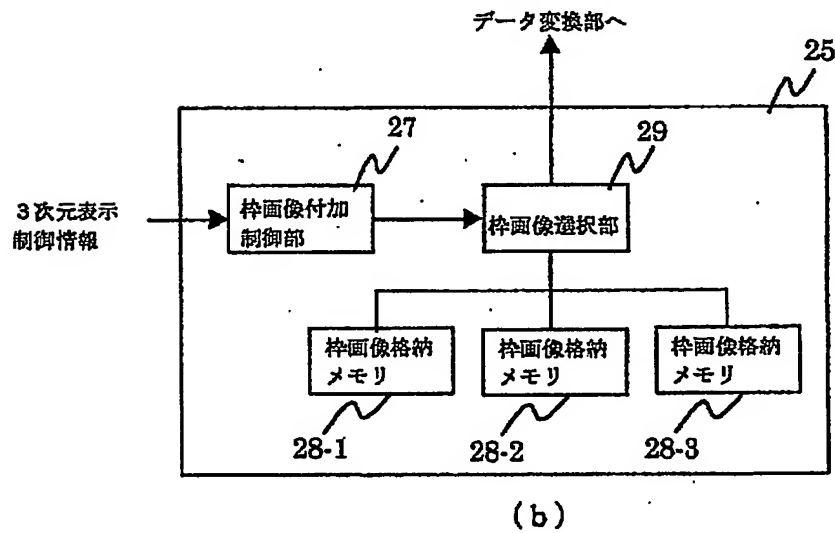 データ変換部へ
25
27
29
3次元表示
制御情報
枠画像付加
制御部
枠画像選択部
枠画像格納
メモリ
枠画像格納
メモリ
枠画像格納
メモリ
28-1
28-2
28-3
(b)